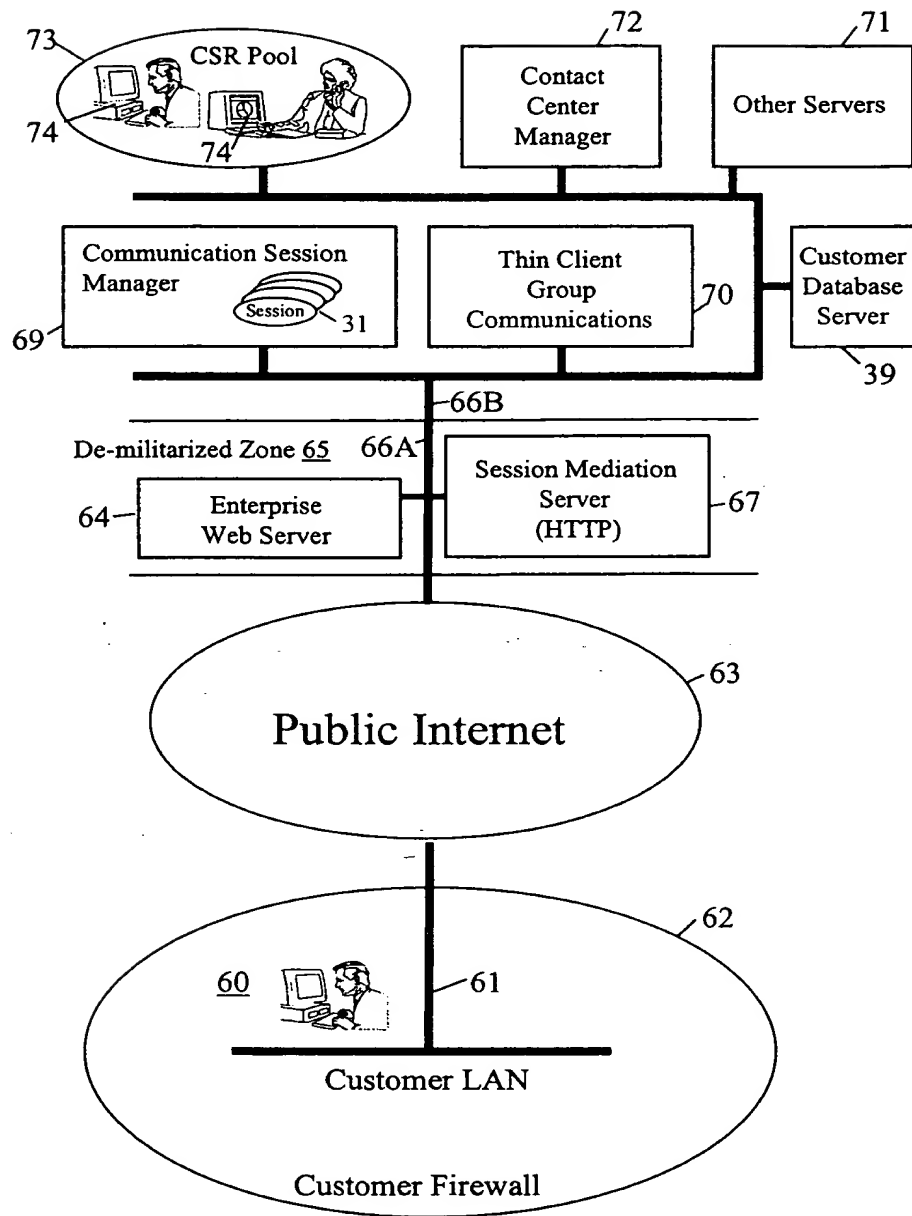 73
CSR Pool
74
74
72
Contact
Center
Manager
71
Other Servers
Communication Session
Manager
Session
31
69
Thin Client
Group
Communications
70
Customer
Database
Server
39
66B
De-militarized Zone 65
66A
64
Enterprise
Web Server
Session Mediation
Server
(HTTP)
67
63
Public Internet
62
60
61
Customer LAN
Customer Firewall